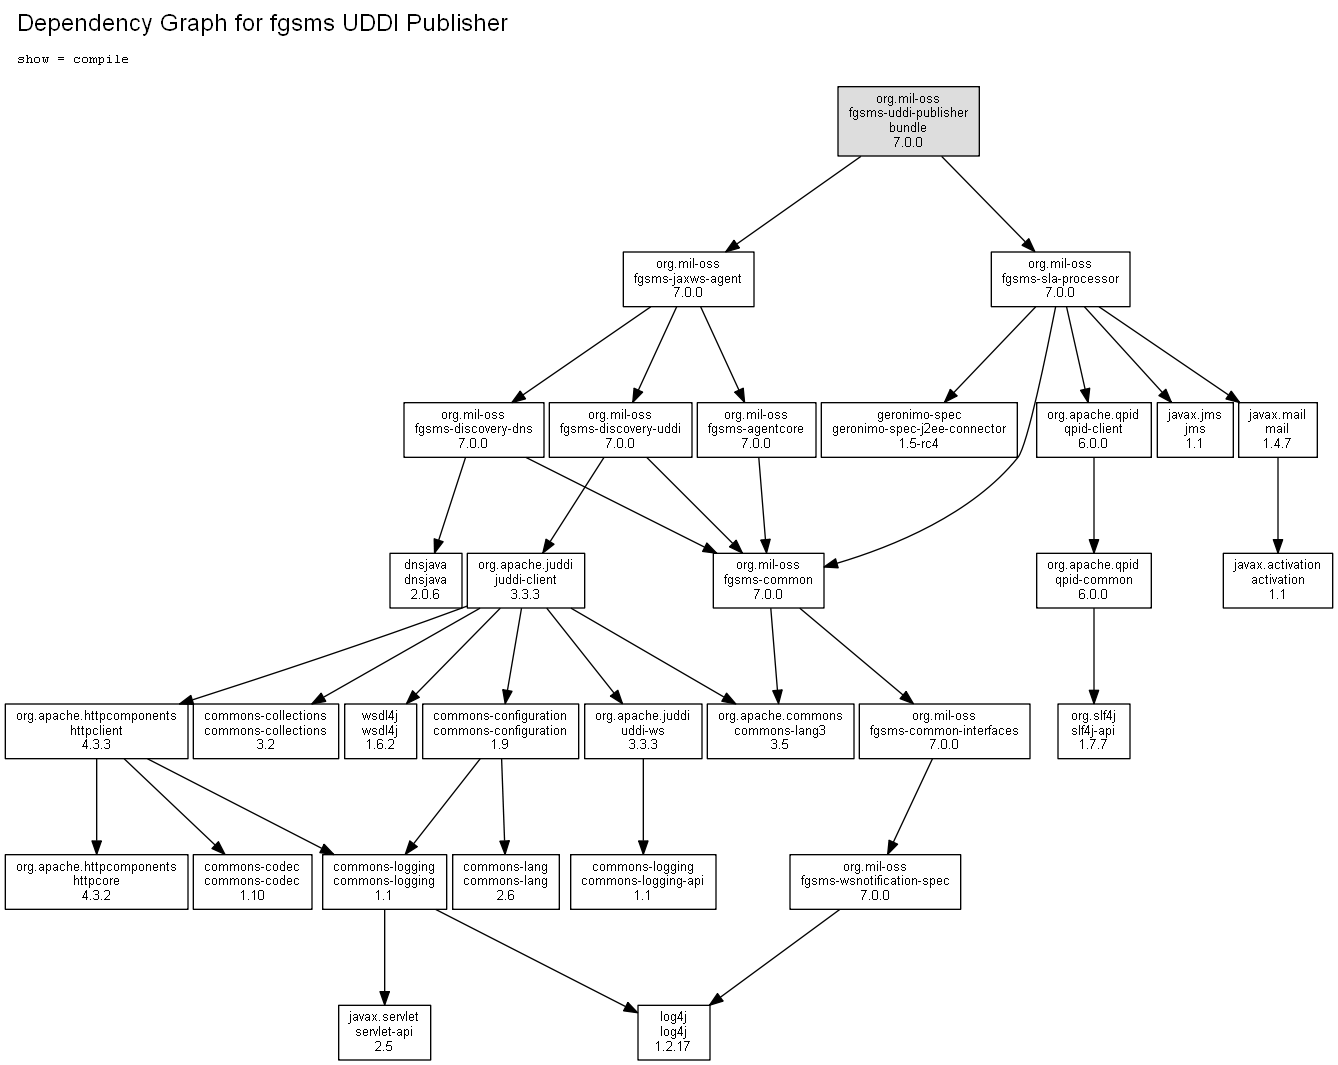 Dependency Graph for fgsms UDDI Publisher
show = compile
org.mil-oss
fgsms-uddi-publisher
bundle
7.0.0
org.mil-oss
fgsms-jaxws-agent
7.0.0
org.mil-oss
fgsms-sla-processor
7.0.0
org.mil-oss
fgsms-discovery-dns
7.0.0
org.mil-oss
fgsms-discovery-uddi
7.0.0
org.mil-oss
fgsms-agentcore
7.0.0
geronimo-spec
geronimo-spec-j2ee-connector
1.5-rc4
org.apache.qpid
qpid-client
6.0.0
javax.jms
jms
1.1
javax.mail
mail
1.4.7
dnsjava
dnsjava
2.0.6
org.apache.juddi
juddi-client
3.3.3
org.mil-oss
fgsms-common
7.0.0
org.apache.qpid
qpid-common
6.0.0
javax.activation
activation
1.1
org.apache.httpcomponents
httpclient
4.3.3
commons-collections
commons-collections
3.2
wsdl4j
wsdl4j
1.6.2
commons-configuration
commons-configuration
1.9
org.apache.juddi
uddi-ws
3.3.3
org.apache.commons
commons-lang3
3.5
org.mil-oss
fgsms-common-interfaces
7.0.0
org.slf4j
slf4j-api
1.7.7
org.apache.httpcomponents
httpcore
4.3.2
commons-codec
commons-codec
1.10
commons-logging
commons-logging
1.1
commons-lang
commons-lang
2.6
commons-logging
commons-logging-api
1.1
org.mil-oss
fgsms-wsnotification-spec
7.0.0
javax.servlet
servlet-api
2.5
log4j
log4j
1.2.17